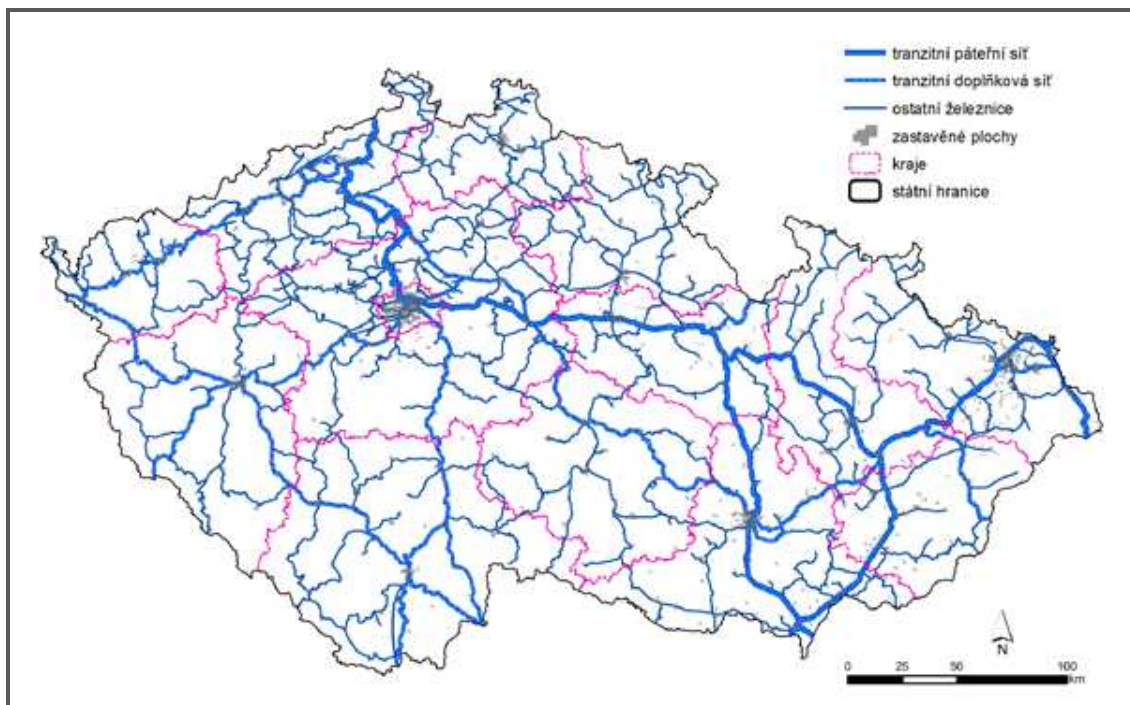 tranzitní páteřní síť
tranzitní doplňková síť
ostatní železnice
zastavěné plochy
kraje
státní hranice
N
0 25 50 100
km